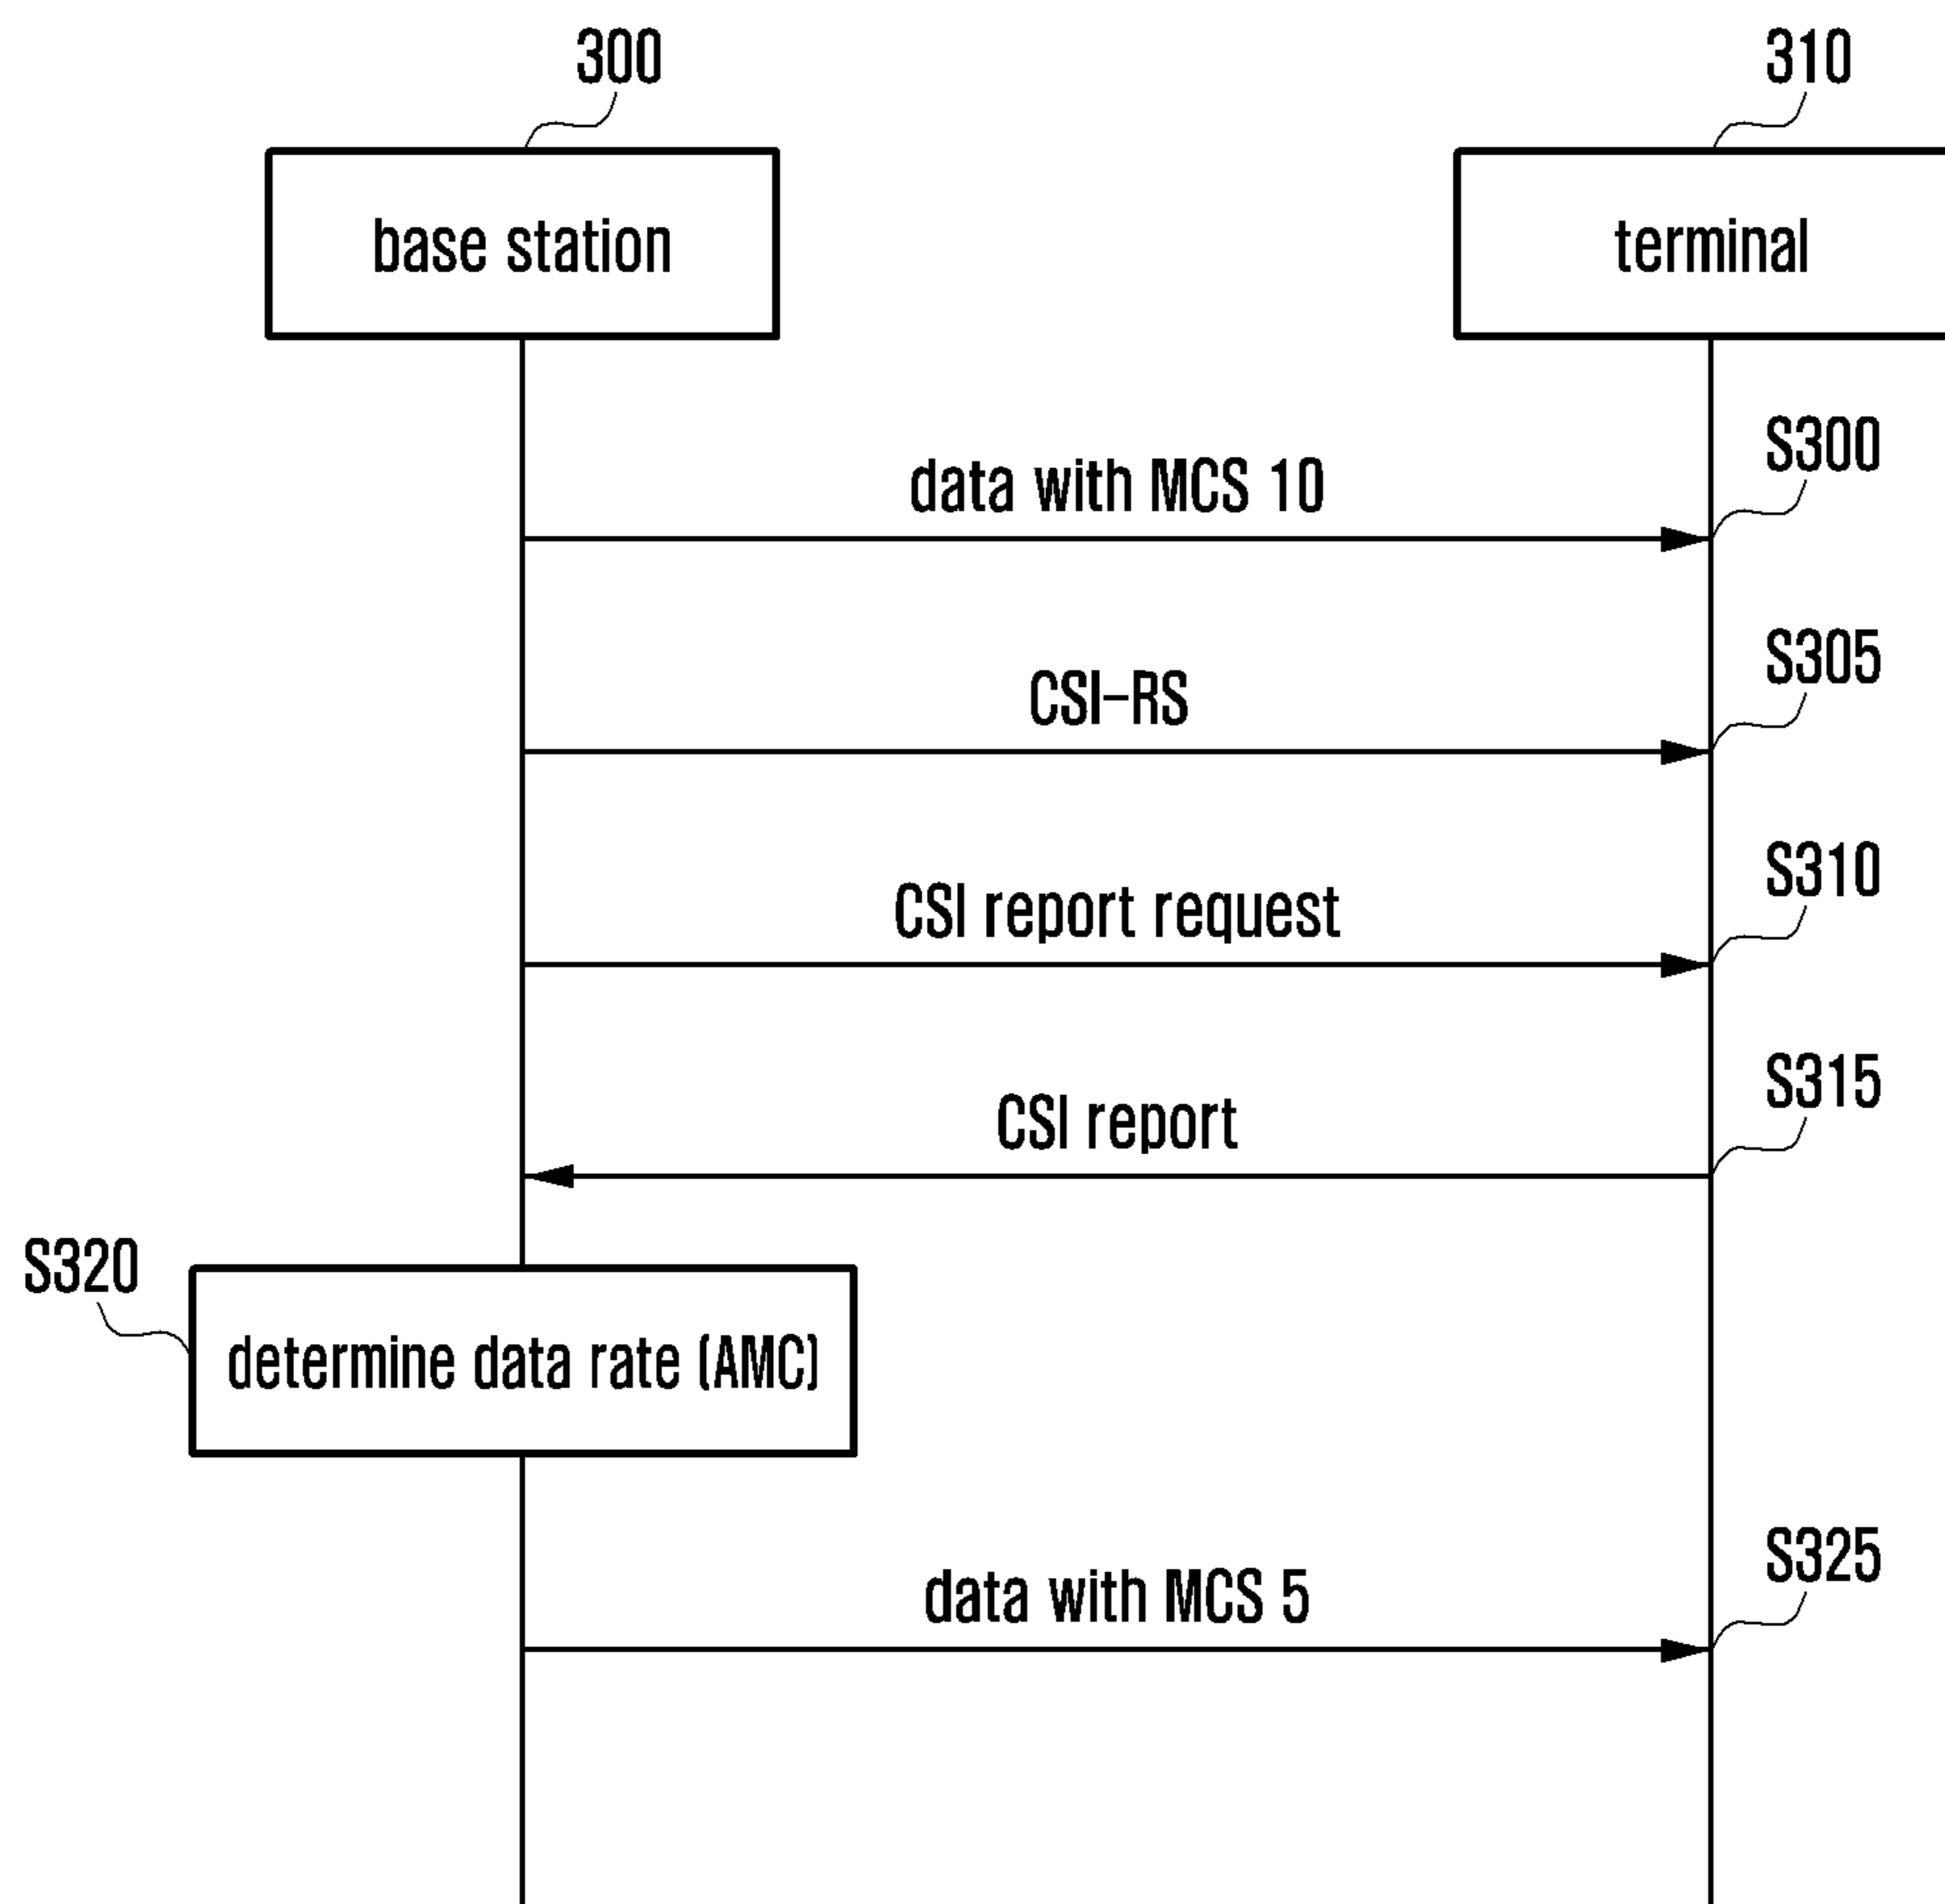 300
310
base station
terminal
S300
data with MCS 10
S305
CSI-RS
S310
CSI report request
S315
CSI report
S320
determine data rate (AMC)
S325
data with MCS 5